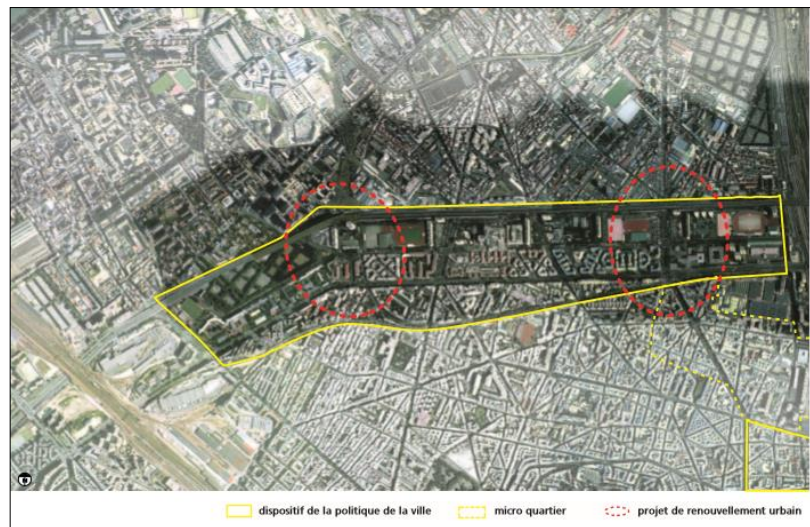 dispositif de la politique de la ville
micro quartier
projet de renouvellement urbain